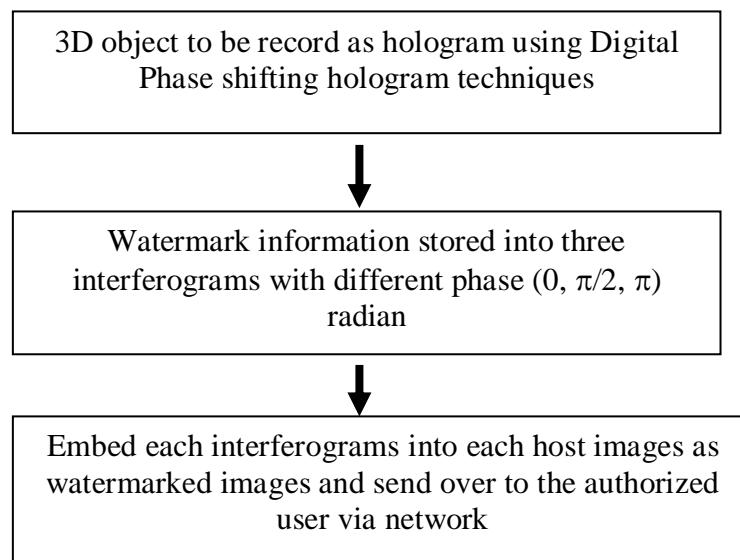 3D object to be record as hologram using Digital
Phase shifting hologram techniques
Watermark information stored into three
interferograms with different phase (0, π/2, π)
radian
Embed each interferograms into each host images as
watermarked images and send over to the authorized
user via network